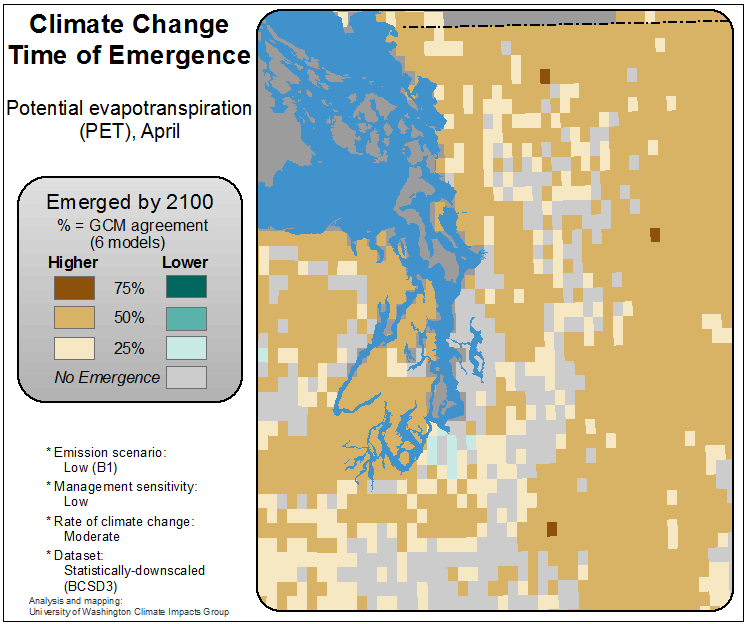 Climate Change
Time of Emergence
Potential evapotranspiration
(PET), April
Emerged by 2100
% = GCM agreement
(6 models)
Higher Lower
75%
50%
25%
No Emergence
* Emission scenario:
Low (B1)
* Management sensitivity:
Low
* Rate of climate change:
Moderate
* Dataset:
Statistically-downscaled
(BCSD3)
Analysis and mapping:
University of Washington Climate Impacts Group